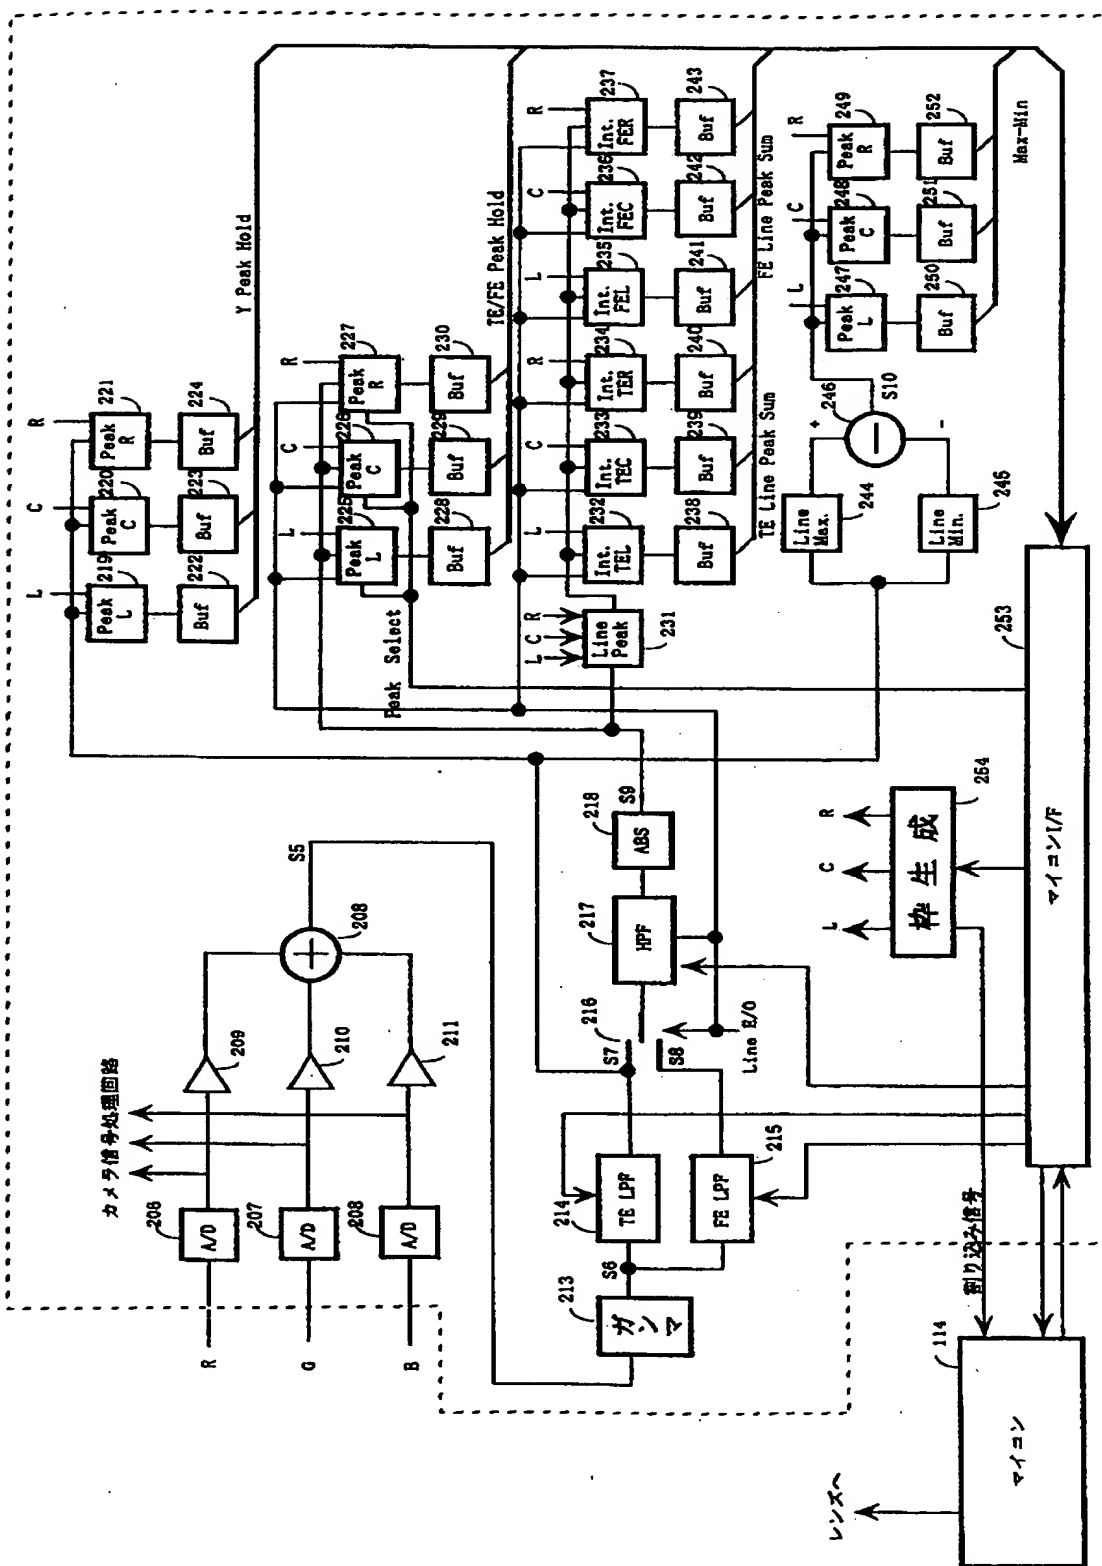 カメラ信号処理回路
R
206
A/D
209
G
207
A/D
210
B
208
A/D
211
208
S5
213
ガンマ
S6
214
TE LPF
FE LPF
215
S7
216
S8
Line E/O
217
HPF
218
ABS
S9
L
C
R
219
Peak L
220
Peak C
221
Peak R
222
Buf
223
Buf
224
Buf
Y Peak Hold
Peak Select
L
C
R
225
Peak L
226
Peak C
227
Peak R
228
Buf
229
Buf
230
Buf
TE/FE Peak Hold
L
C
R
Line Peak
231
L
C
R
L
C
R
232
Int. TEL
233
Int. TEC
234
Int. TER
235
Int. FEL
236
Int. FEC
237
Int. FER
238
Buf
239
Buf
240
Buf
241
Buf
242
Buf
243
Buf
TE Line Peak Sum
FE Line Peak Sum
Line Max.
244
Line Min.
245
+
-
246
S10
L
C
R
247
Peak L
248
Peak C
249
Peak R
250
Buf
251
Buf
252
Buf
Max-Min
L
C
R
枠生成
254
253
マイコンI/F
割り込み信号
114
マイコン
レンズへ